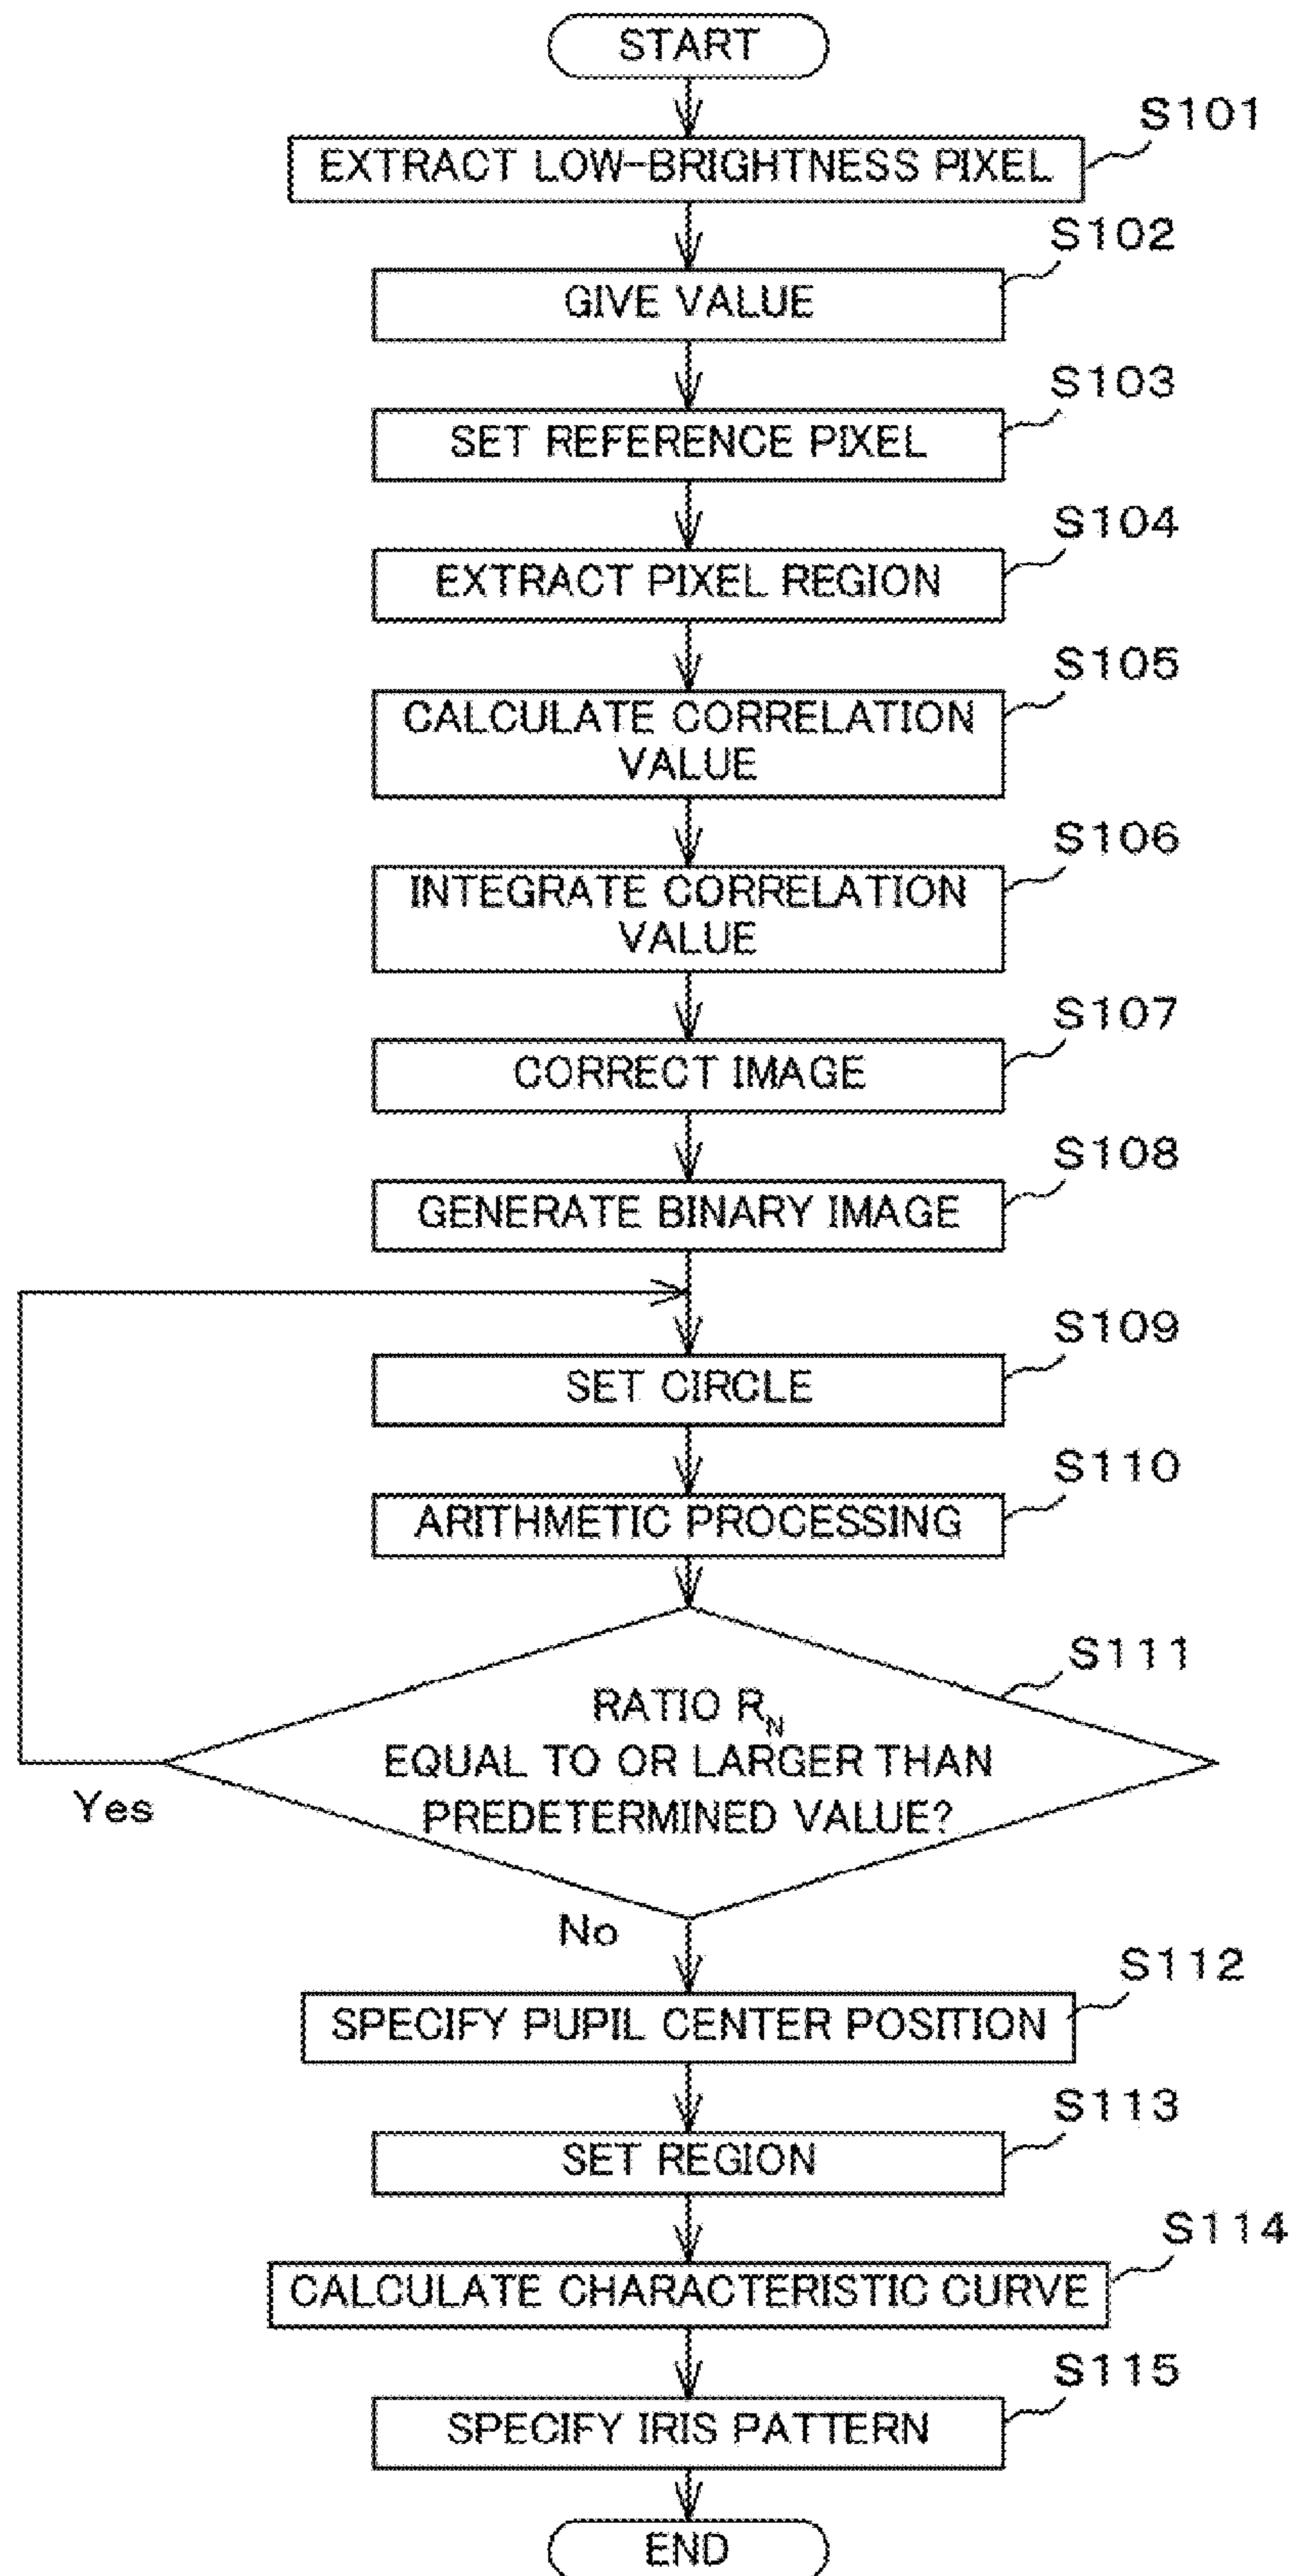 START
S101
EXTRACT LOW-BRIGHTNESS PIXEL
S102
GIVE VALUE
S103
SET REFERENCE PIXEL
S104
EXTRACT PIXEL REGION
S105
CALCULATE CORRELATION
VALUE
S106
INTEGRATE CORRELATION
VALUE
S107
CORRECT IMAGE
S108
GENERATE BINARY IMAGE
S109
SET CIRCLE
S110
ARITHMETIC PROCESSING
S111
RATIO R_N
EQUAL TO OR LARGER THAN
PREDETERMINED VALUE?
Yes
No
S112
SPECIFY PUPIL CENTER POSITION
S113
SET REGION
S114
CALCULATE CHARACTERISTIC CURVE
S115
SPECIFY IRIS PATTERN
END